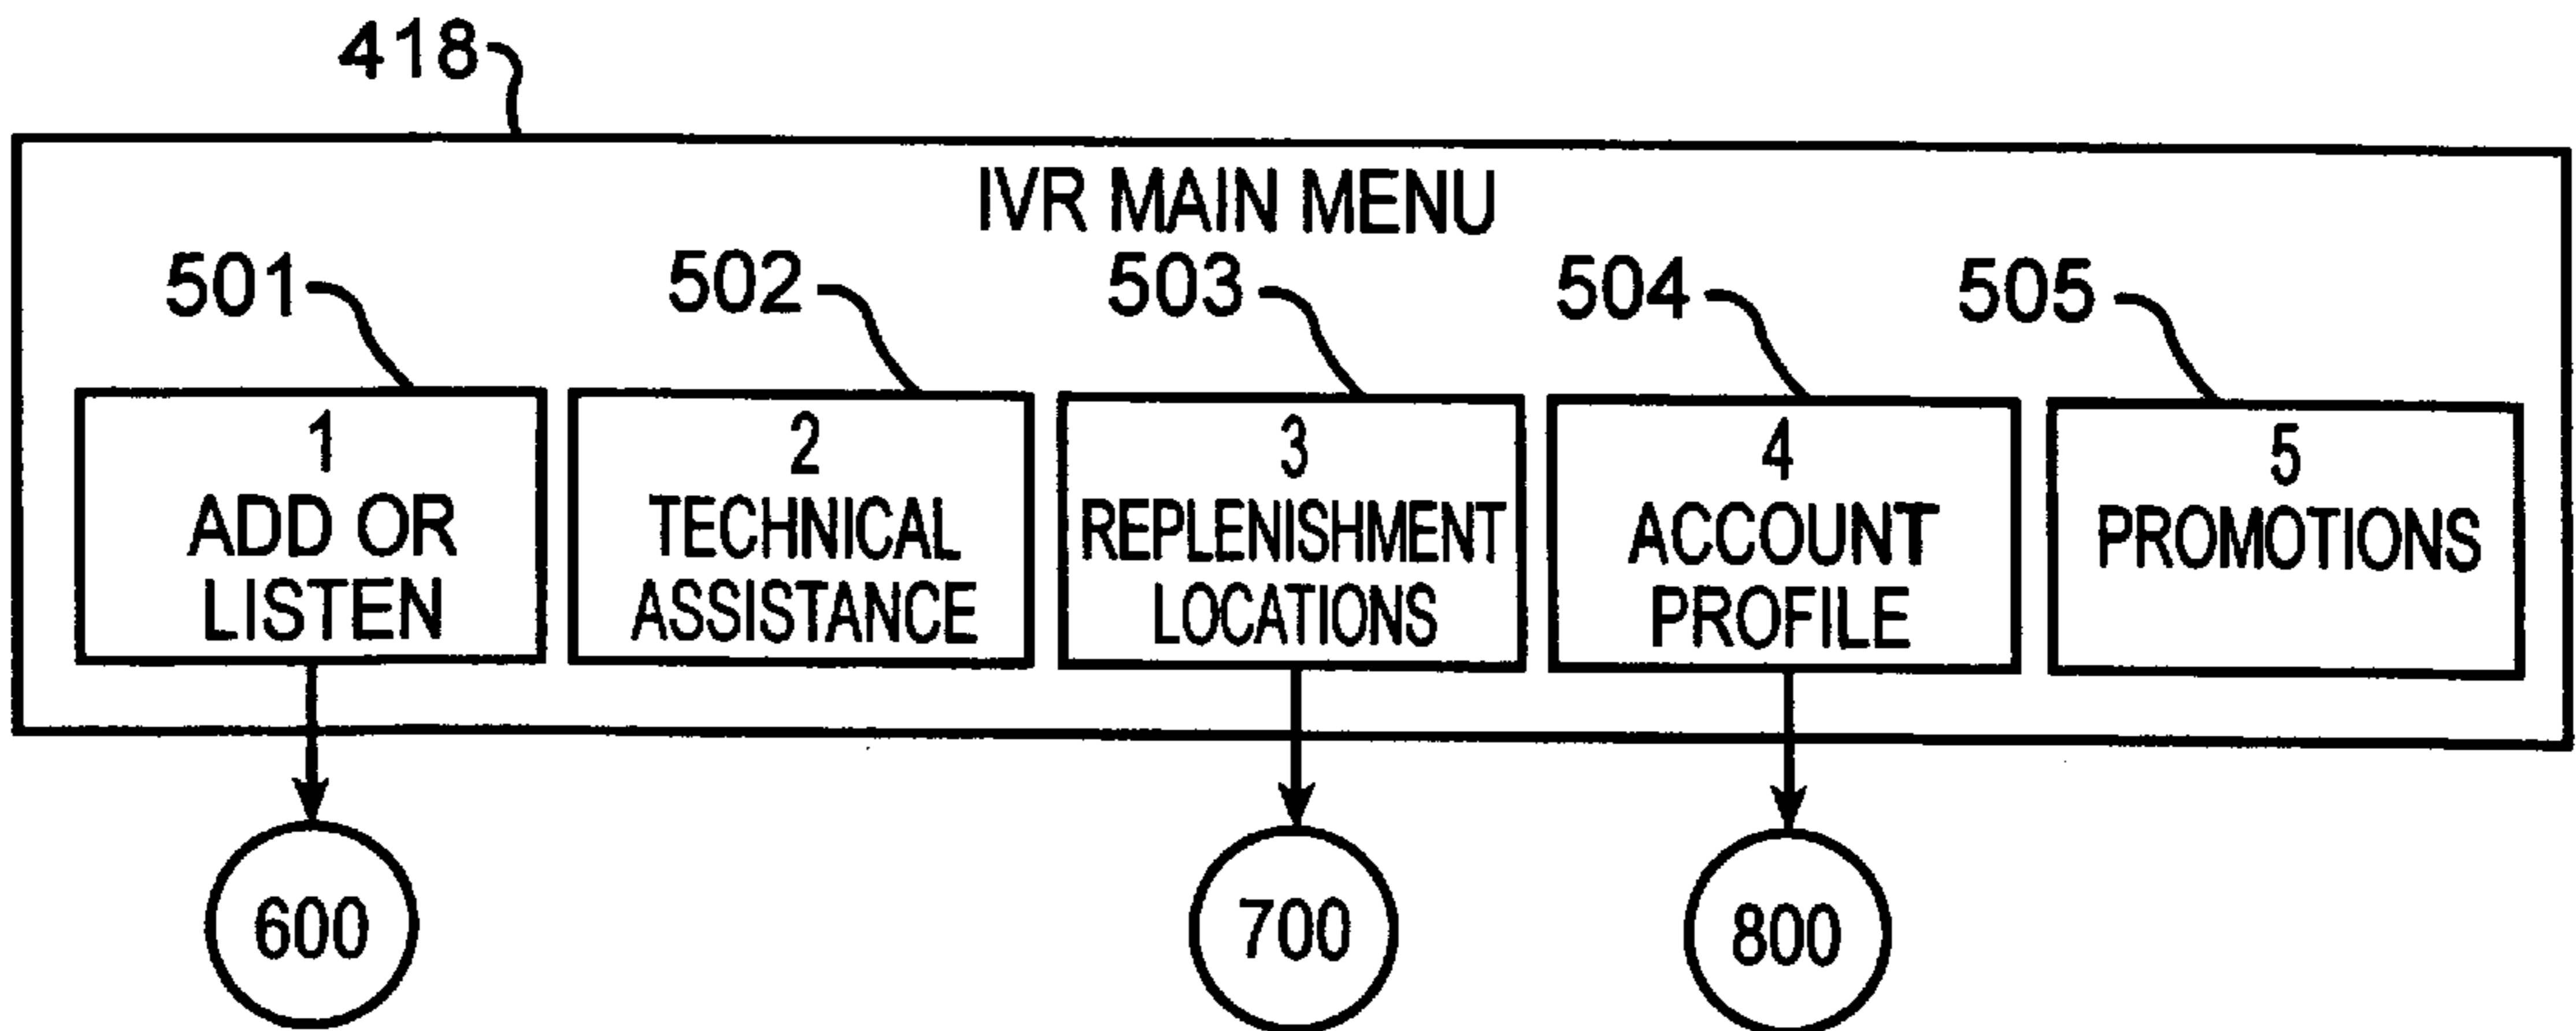 418
IVR MAIN MENU
501
502
503
504
505
1
ADD OR
LISTEN
2
TECHNICAL
ASSISTANCE
3
REPLENISHMENT
LOCATIONS
4
ACCOUNT
PROFILE
5
PROMOTIONS
600
700
800